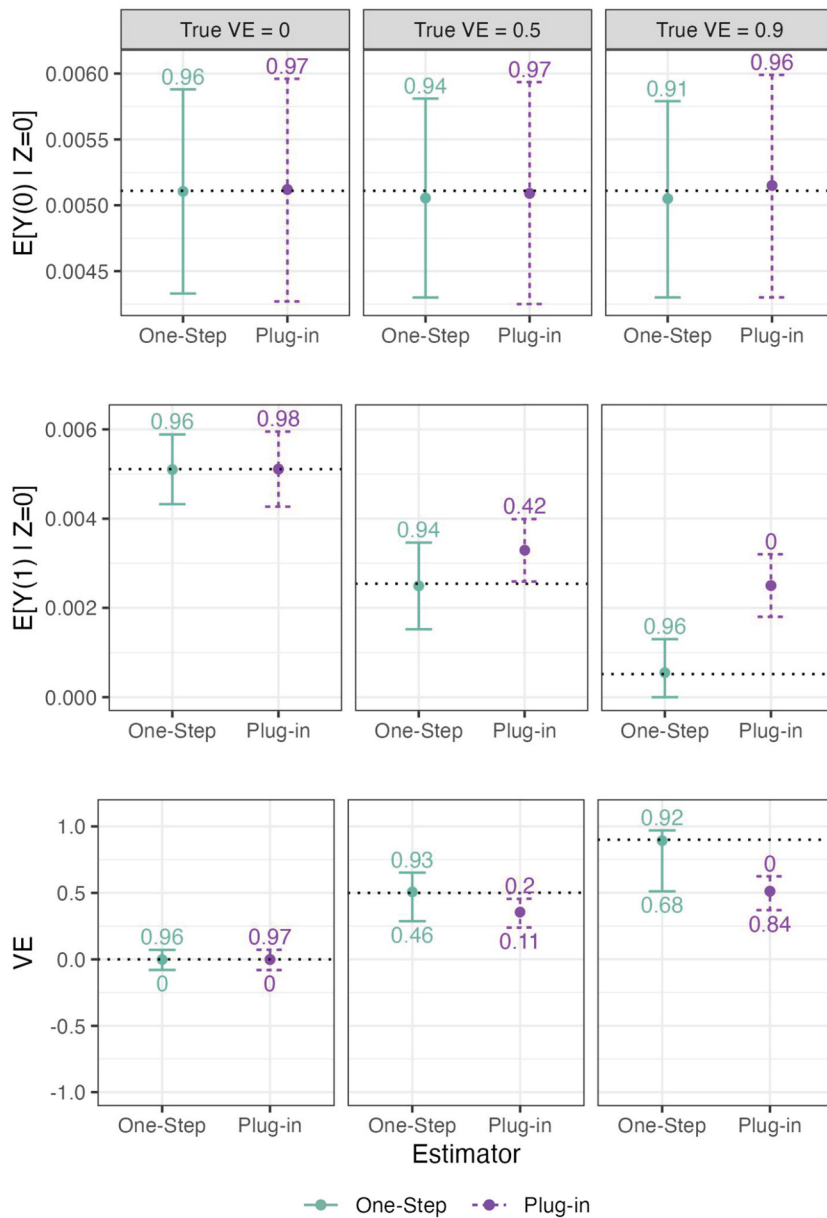 True VE = 0 True VE = 0.5 True VE = 0.9
E[Y(0) | Z=0]
0.0060
0.0055
0.0050
0.0045
0.96 0.97 0.94 0.97 0.91 0.96
One-Step Plug-in One-Step Plug-in One-Step Plug-in
E[Y(1) | Z=0]
0.006
0.004
0.002
0.000
0.96 0.98 0.94 0.42 0.96 0
One-Step Plug-in One-Step Plug-in One-Step Plug-in
VE
1.0
0.5
0.0
-0.5
-1.0
0.96 0.97 0.93 0.2 0.92 0
0 0 0.46 0.11 0.68 0.84
One-Step Plug-in One-Step Plug-in One-Step Plug-in
Estimator
One-Step Plug-in